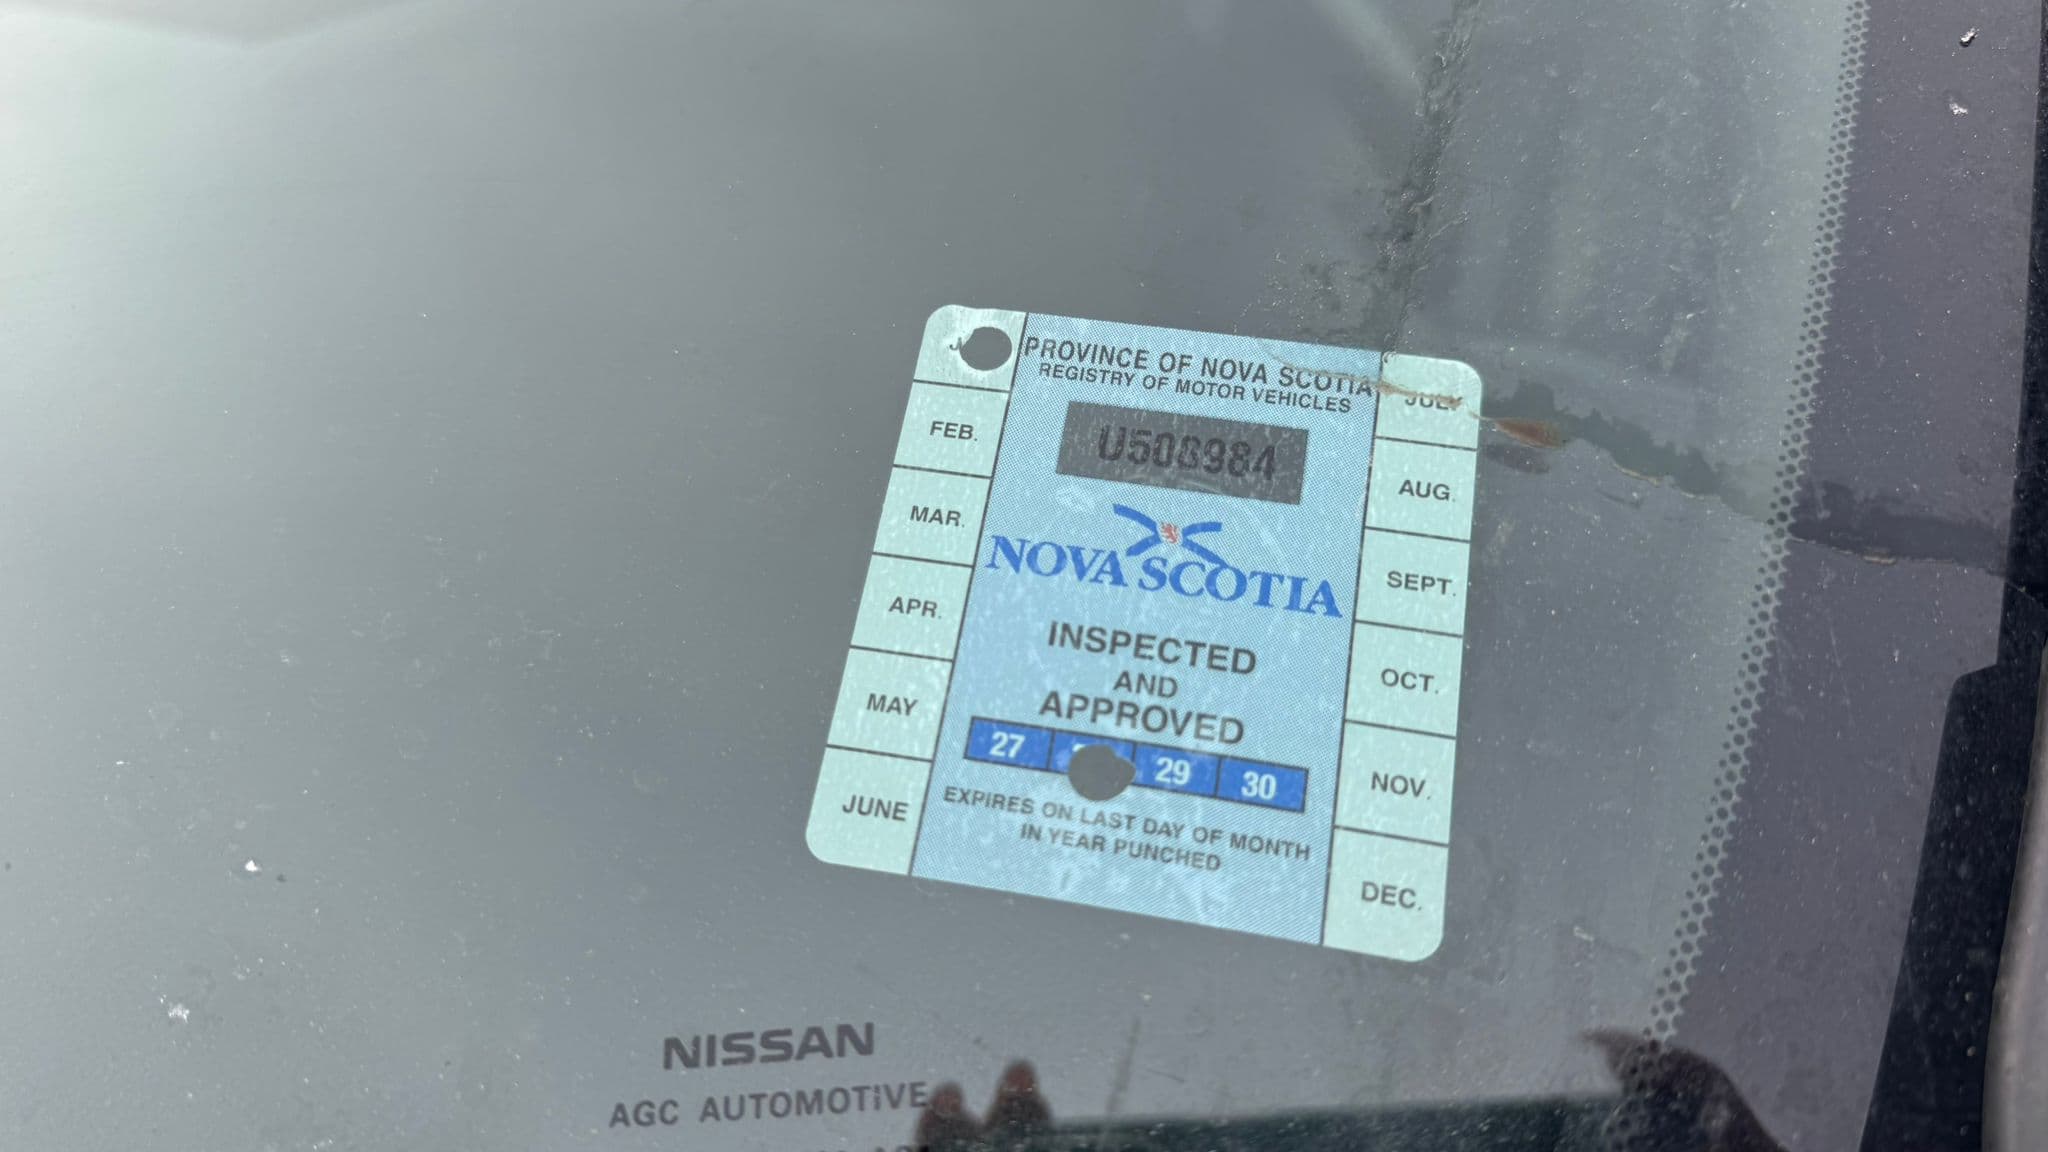 PROVINCE OF NOVA SCOTIA
REGISTRY OF MOTOR VEHICLES
U508984
NOVA SCOTIA
INSPECTED
AND
APPROVED
27 29 30
EXPIRES ON LAST DAY OF MONTH
IN YEAR PUNCHED
FEB.
MAR.
APR.
MAY
JUNE
JULY
AUG.
SEPT.
OCT.
NOV.
DEC.
NISSAN
AGC AUTOMOTIVE